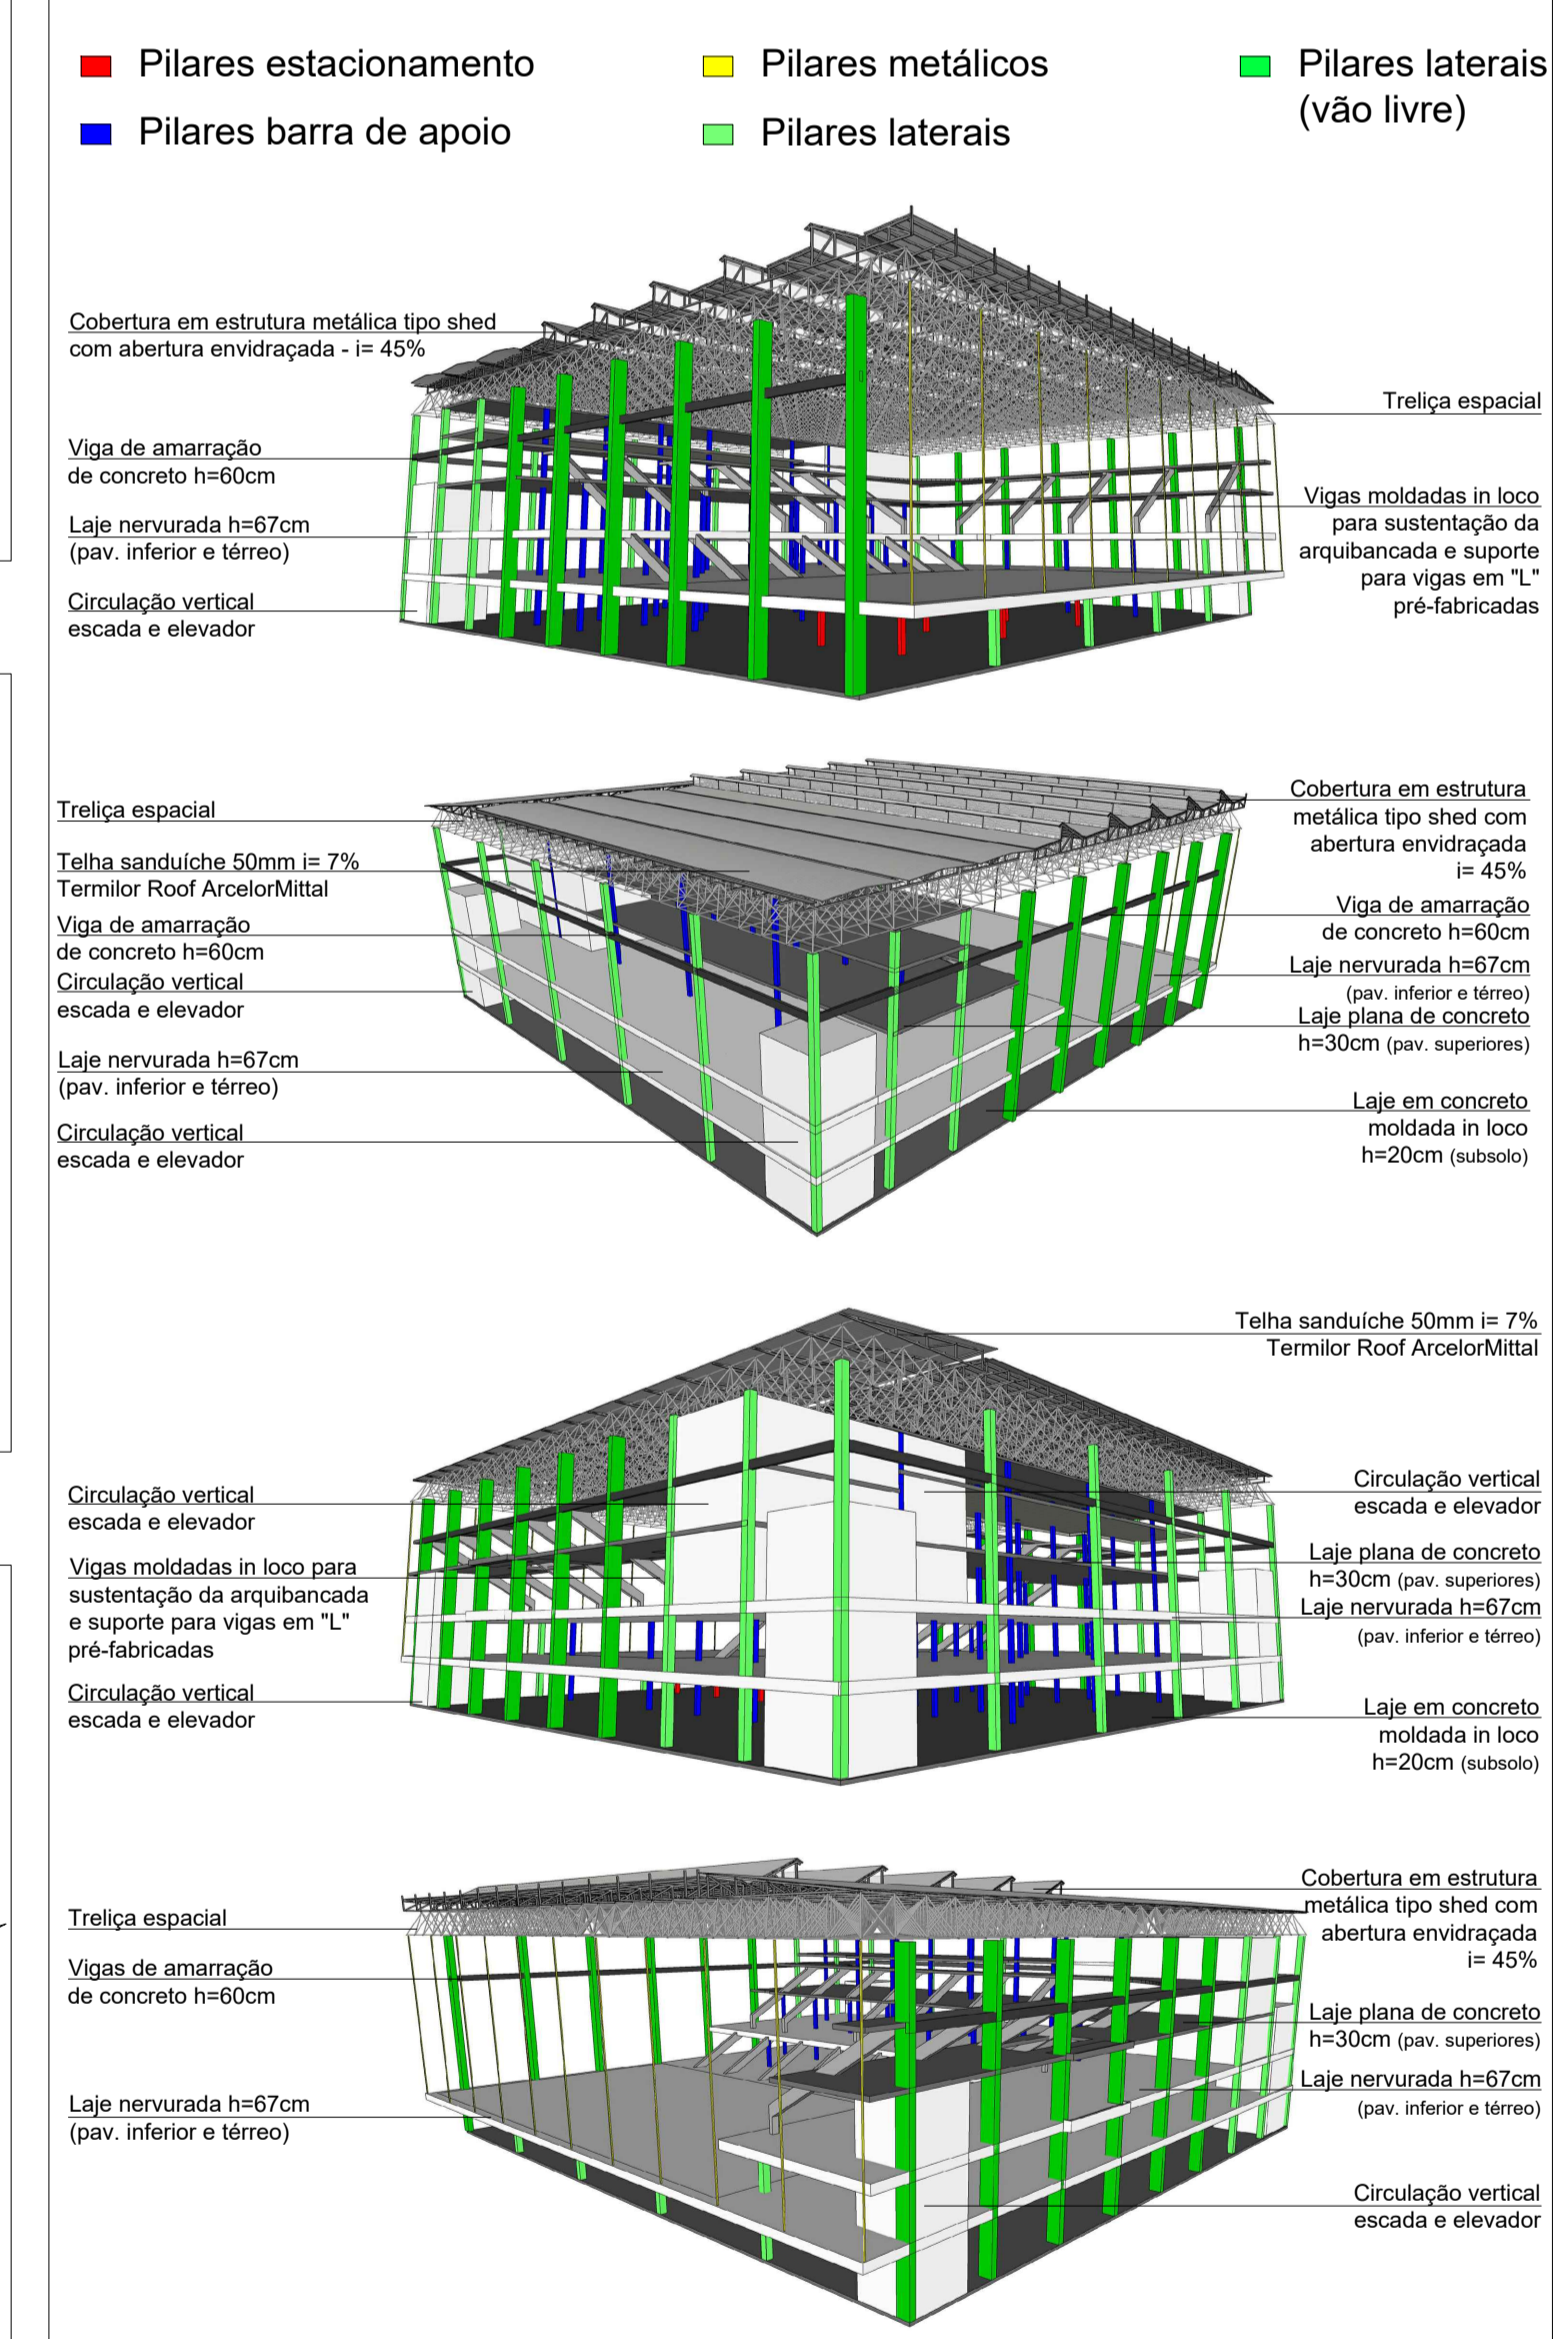 Pilares estacionamento
Pilares metálicos
Pilares laterais
(vão livre)
Pilares barra de apoio
Pilares laterais
Cobertura em estrutura metálica tipo shed
com abertura envidraçada - i= 45%
Viga de amarração
de concreto h=60cm
Laje nervurada h=67cm
(pav. inferior e térreo)
Circulação vertical
escada e elevador
Treliça espacial
Vigas moldadas in loco
para sustentação da
arquibancada e suporte
para vigas em "L"
pré-fabricadas
Treliça espacial
Telha sanduíche 50mm i= 7%
Termilor Roof ArcelorMittal
Viga de amarração
de concreto h=60cm
Circulação vertical
escada e elevador
Laje nervurada h=67cm
(pav. inferior e térreo)
Circulação vertical
escada e elevador
Cobertura em estrutura
metálica tipo shed com
abertura envidraçada
i= 45%
Viga de amarração
de concreto h=60cm
Laje nervurada h=67cm
(pav. inferior e térreo)
Laje plana de concreto
h=30cm (pav. superiores)
Laje em concreto
moldada in loco
h=20cm (subsolo)
Telha sanduíche 50mm i= 7%
Termilor Roof ArcelorMittal
Circulação vertical
escada e elevador
Vigas moldadas in loco para
sustentação da arquibancada
e suporte para vigas em "L"
pré-fabricadas
Circulação vertical
escada e elevador
Circulação vertical
escada e elevador
Laje plana de concreto
h=30cm (pav. superiores)
Laje nervurada h=67cm
(pav. inferior e térreo)
Laje em concreto
moldada in loco
h=20cm (subsolo)
Treliça espacial
Vigas de amarração
de concreto h=60cm
Laje nervurada h=67cm
(pav. inferior e térreo)
Cobertura em estrutura
metálica tipo shed com
abertura envidraçada
i= 45%
Laje plana de concreto
h=30cm (pav. superiores)
Laje nervurada h=67cm
(pav. inferior e térreo)
Circulação vertical
escada e elevador